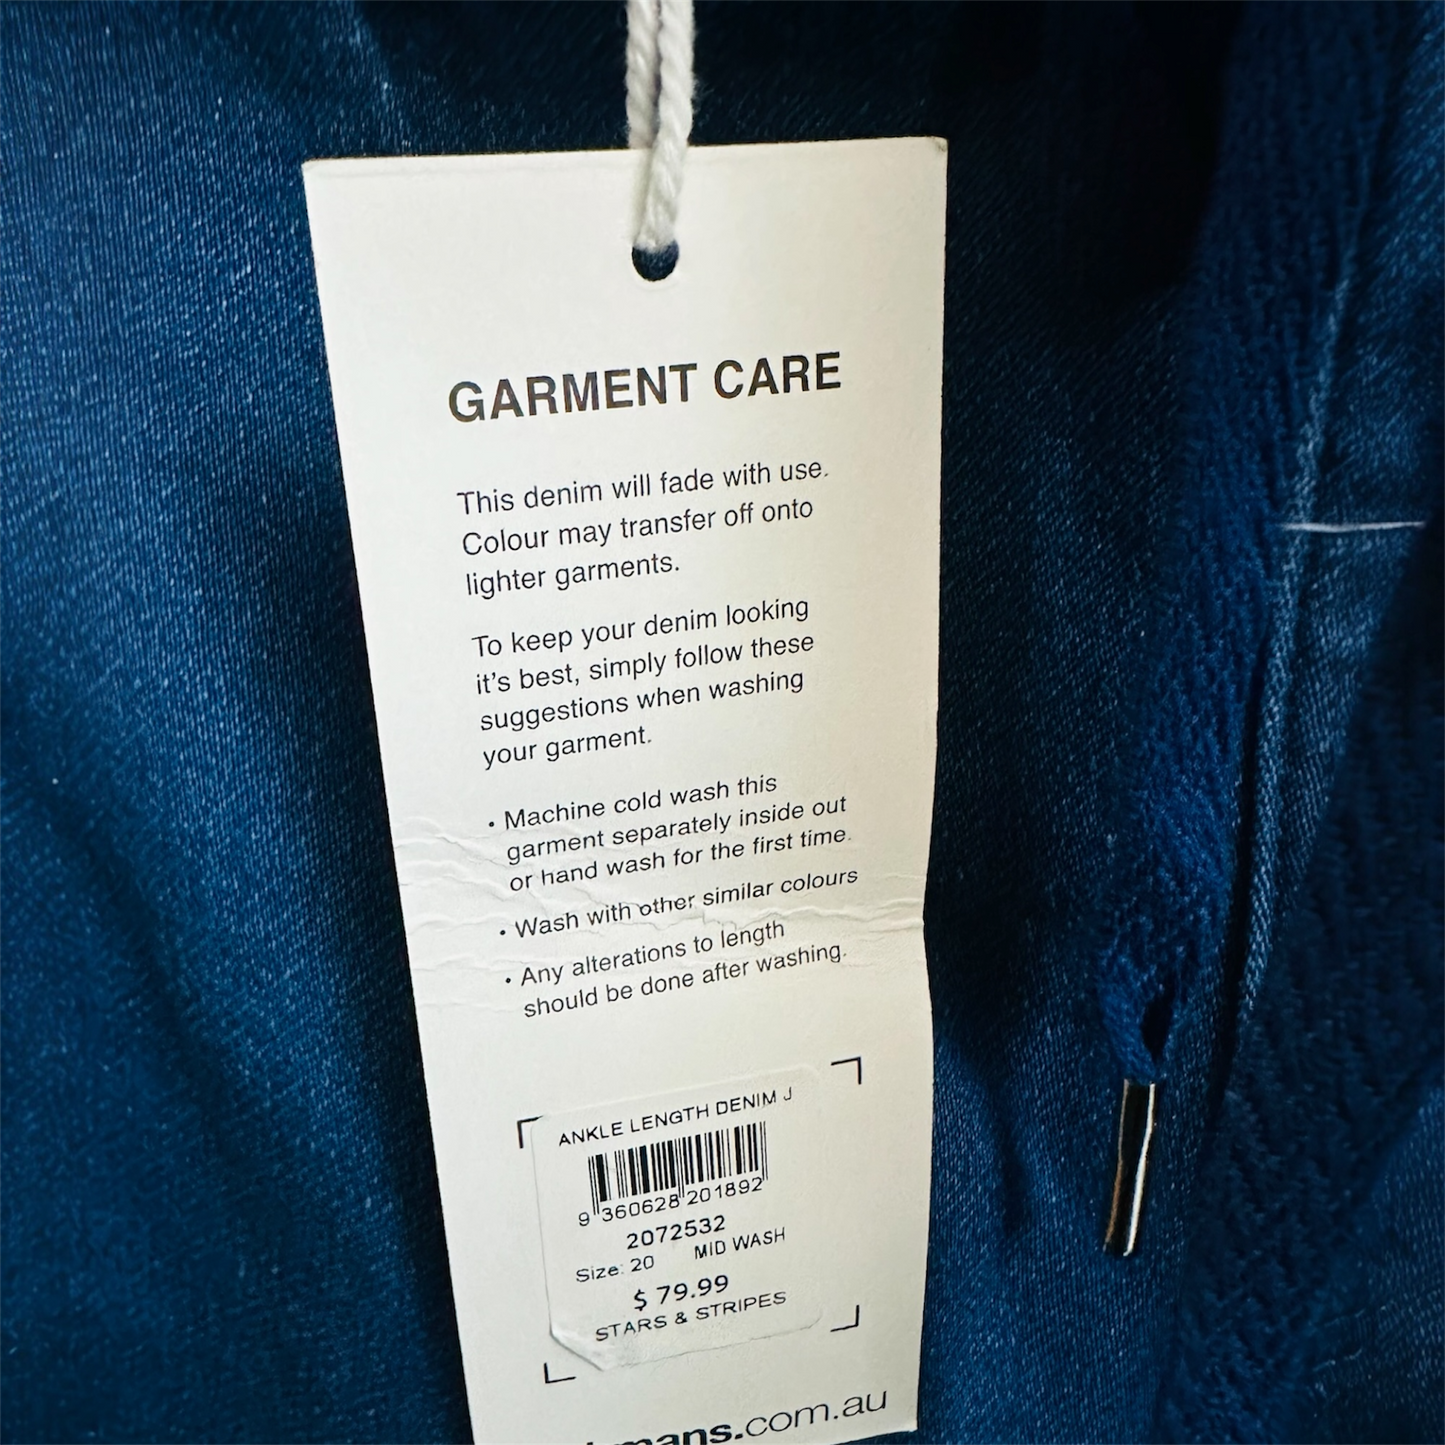 GARMENT CARE
This denim will fade with use.
Colour may transfer off onto
lighter garments.
To keep your denim looking
it's best, simply follow these
suggestions when washing
your garment.
• Machine cold wash this
garment separately inside out
or hand wash for the first time.
• Wash with other similar colours
• Any alterations to length
should be done after washing.
ANKLE LENGTH DENIM J
9 360628 201892
2072532
Size: 20 MID WASH
$ 79.99
STARS & STRIPES